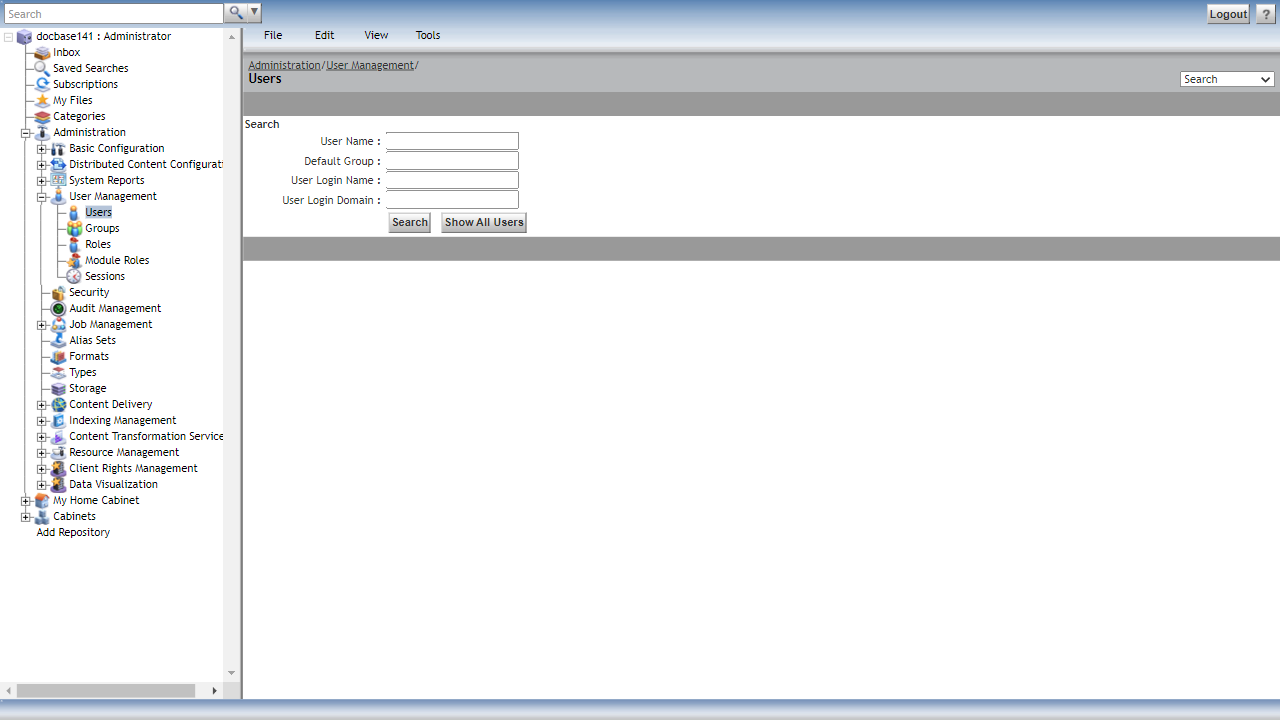 Search
Logout
?
docbase141 : Administrator
Inbox
Saved Searches
Subscriptions
My Files
Categories
Administration
Basic Configuration
Distributed Content Configurati
System Reports
User Management
Users
Groups
Roles
Module Roles
Sessions
Security
Audit Management
Job Management
Alias Sets
Formats
Types
Storage
Content Delivery
Indexing Management
Content Transformation Service
Resource Management
Client Rights Management
Data Visualization
My Home Cabinet
Cabinets
Add Repository
File Edit View Tools
Administration/User Management/
Users
Search
Search
User Name :
Default Group :
User Login Name :
User Login Domain :
Search Show All Users